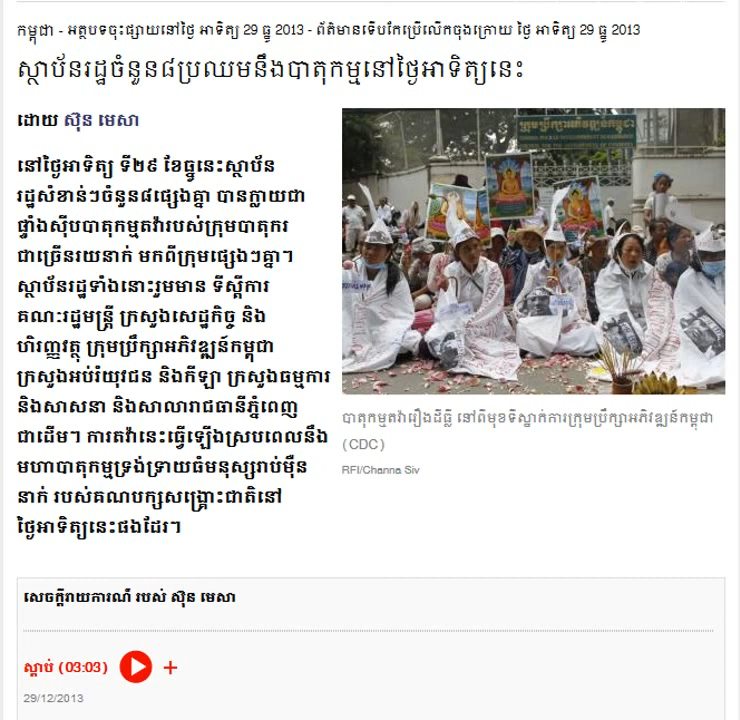 កម្ពុជា - អត្ថបទចុះផ្សាយនៅថ្ងៃ អាទិត្យ 29 ធ្នូ 2013 - ព័ត៌មានទើបកែប្រើលើកចុងក្រោយ ថ្ងៃ អាទិត្យ 29 ធ្នូ 2013
ស្ថាប័នរដ្ឋចំនួន៨ប្រឈមនឹងបាតុកម្មនៅថ្ងៃអាទិត្យនេះ
ដោយ ស៊ុន មេសា
នៅថ្ងៃអាទិត្យ ទី២៩ ខែធ្នូនេះស្ថាប័ន
រដ្ឋសំខាន់ៗចំនួន៨ផ្សេងគ្នា បានក្លាយជា
ផ្ទាំងស៊ីបបាតុកម្មតវ៉ារបស់ក្រុមបាតុករ
ជាច្រើនរយនាក់ មកពីក្រុមផ្សេងៗគ្នា។
ស្ថាប័នរដ្ឋទាំងនោះរួមមាន ទីស្តីការ
គណៈរដ្ឋមន្ត្រី ក្រសួងសេដ្ឋកិច្ច និង
ហិរញ្ញវត្ថុ ក្រុមប្រឹក្សាអភិវឌ្ឍន៍កម្ពុជា
ក្រសួងអប់រំយុវជន និងកីឡា ក្រសួងធម្មការ
និងសាសនា និងសាលារាជធានីភ្នំពេញ
ជាដើម។ ការតវ៉ានេះធ្វើឡើងស្របពេលនឹង
មហាបាតុកម្មទ្រង់ទ្រាយធំមនុស្សរាប់ម៉ឺន
នាក់ របស់គណបក្សសង្គ្រោះជាតិនៅ
ថ្ងៃអាទិត្យនេះផងដែរ។
ក្រុមប្រឹក្សាអភិវឌ្ឍន៍កម្ពុជា
បាតុកម្មតវ៉ារឿងដីធ្លី នៅពីមុខទីស្នាក់ការក្រុមប្រឹក្សាអភិវឌ្ឍន៍កម្ពុជា
(CDC)
RFI/Channa Siv
សេចក្តីរាយការណ៍ របស់ ស៊ុន មេសា
ស្តាប់ (03:03)
29/12/2013